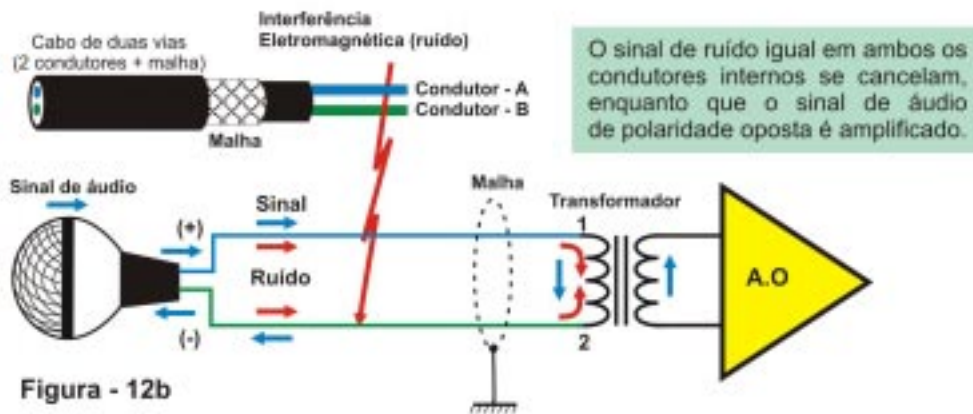 Interferência
Eletromagnética (ruído)
Cabo de duas vias
(2 condutores + malha)
Condutor - A
Condutor - B
Malha
O sinal de ruído igual em ambos os
condutores internos se cancelam,
enquanto que o sinal de áudio
de polaridade oposta é amplificado.
Sinal de áudio
(+)
Sinal
Ruído
(-)
Malha
Transformador
1
2
A.O
Figura - 12b